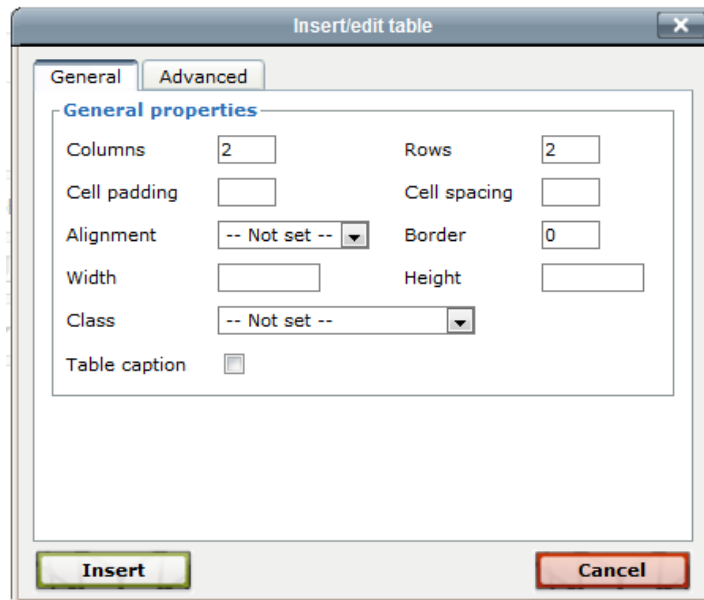 Insert/edit table
General Advanced
General properties
Columns 2 Rows 2
Cell padding Cell spacing
Alignment -- Not set -- Border 0
Width Height
Class -- Not set --
Table caption
Insert Cancel